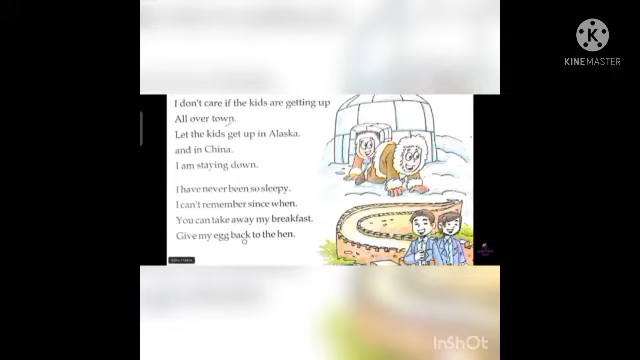 K
KINEMASTER
I don't care if the kids are getting up
All over town.
Let the kids get up in Alaska.
and in China.
I am staying down.
I have never been so sleepy.
I can't remember since when.
You can take away my breakfast.
Give my egg back to the hen.
InShOt